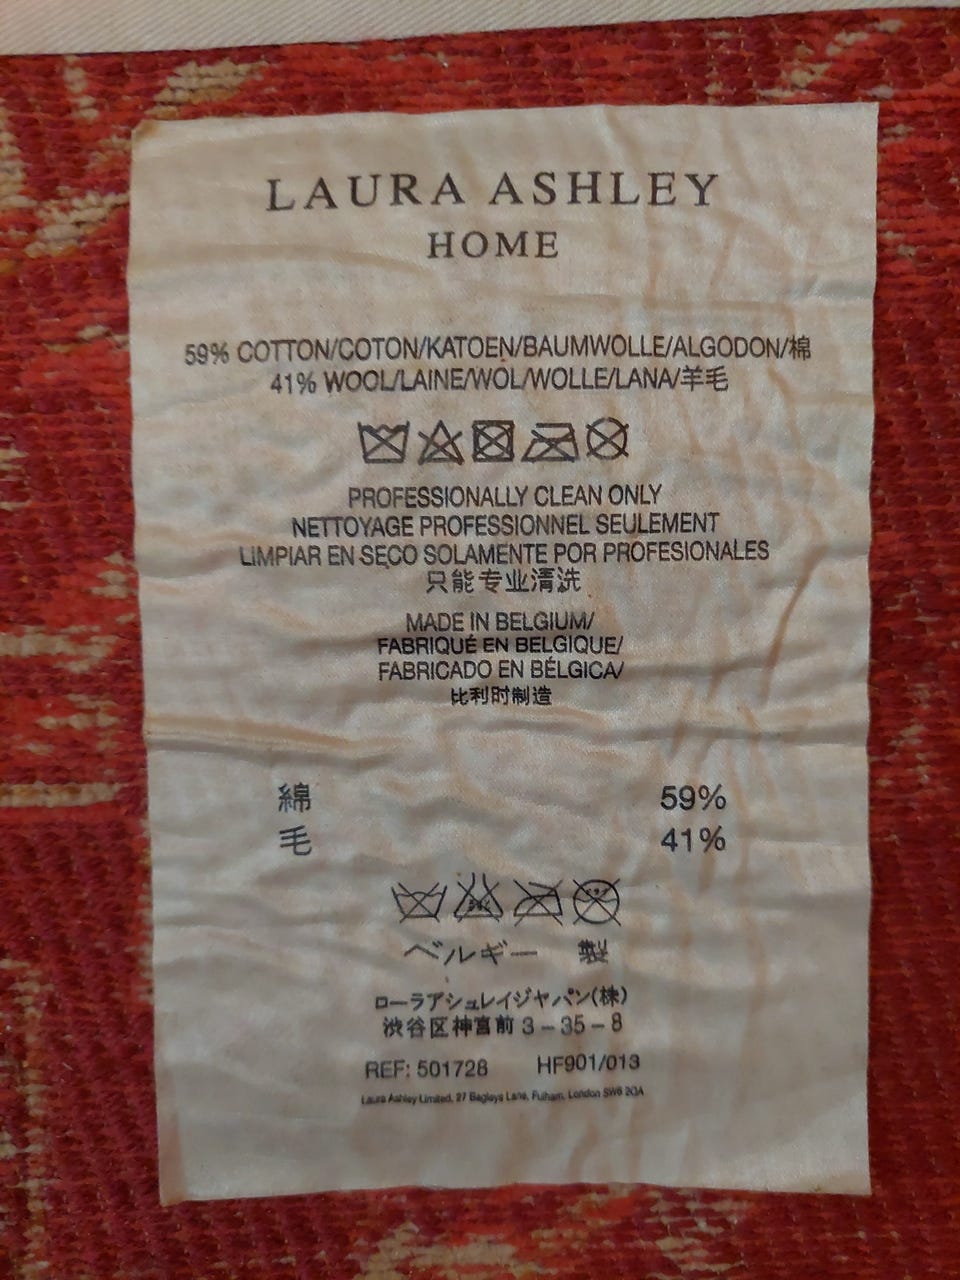 LAURA ASHLEY
HOME
59% COTTON/COTON/KATOEN/BAUMWOLLE/ALGODON/棉
41% WOOL/LAINE/WOL/WOLLE/LANA/羊毛
PROFESSIONALLY CLEAN ONLY
NETTOYAGE PROFESSIONNEL SEULEMENT
LIMPIAR EN SECO SOLAMENTE POR PROFESIONALES
只能专业清洗
MADE IN BELGIUM/
FABRIQUÉ EN BELGIQUE/
FABRICADO EN BÉLGICA/
比利时制造
綿 59%
毛 41%
ベルギー 製
ローラアシュレイジャパン(株)
渋谷区神宮前 3－35－8
REF: 501728 HF901/013
Laura Ashley Limited, 27 Bagleys Lane, Fulham, London SW6 2QA